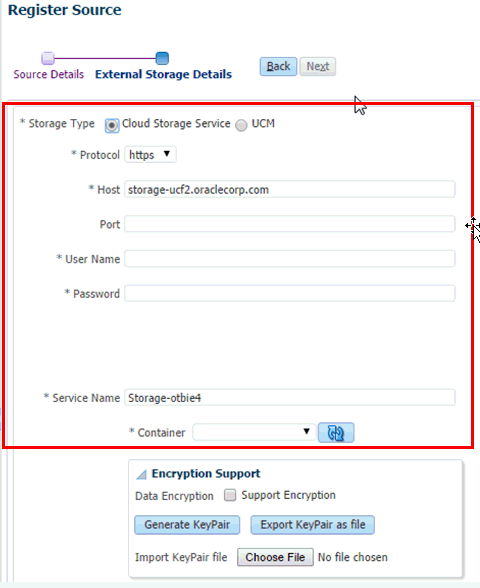 Register Source
Source Details
External Storage Details
Back
Next
* Storage Type Cloud Storage Service UCM
* Protocol https
* Host storage-ucf2.oraclecorp.com
Port
* User Name
* Password
* Service Name Storage-otbie4
* Container
Encryption Support
Data Encryption Support Encryption
Generate KeyPair Export KeyPair as file
Import KeyPair file Choose File No file chosen